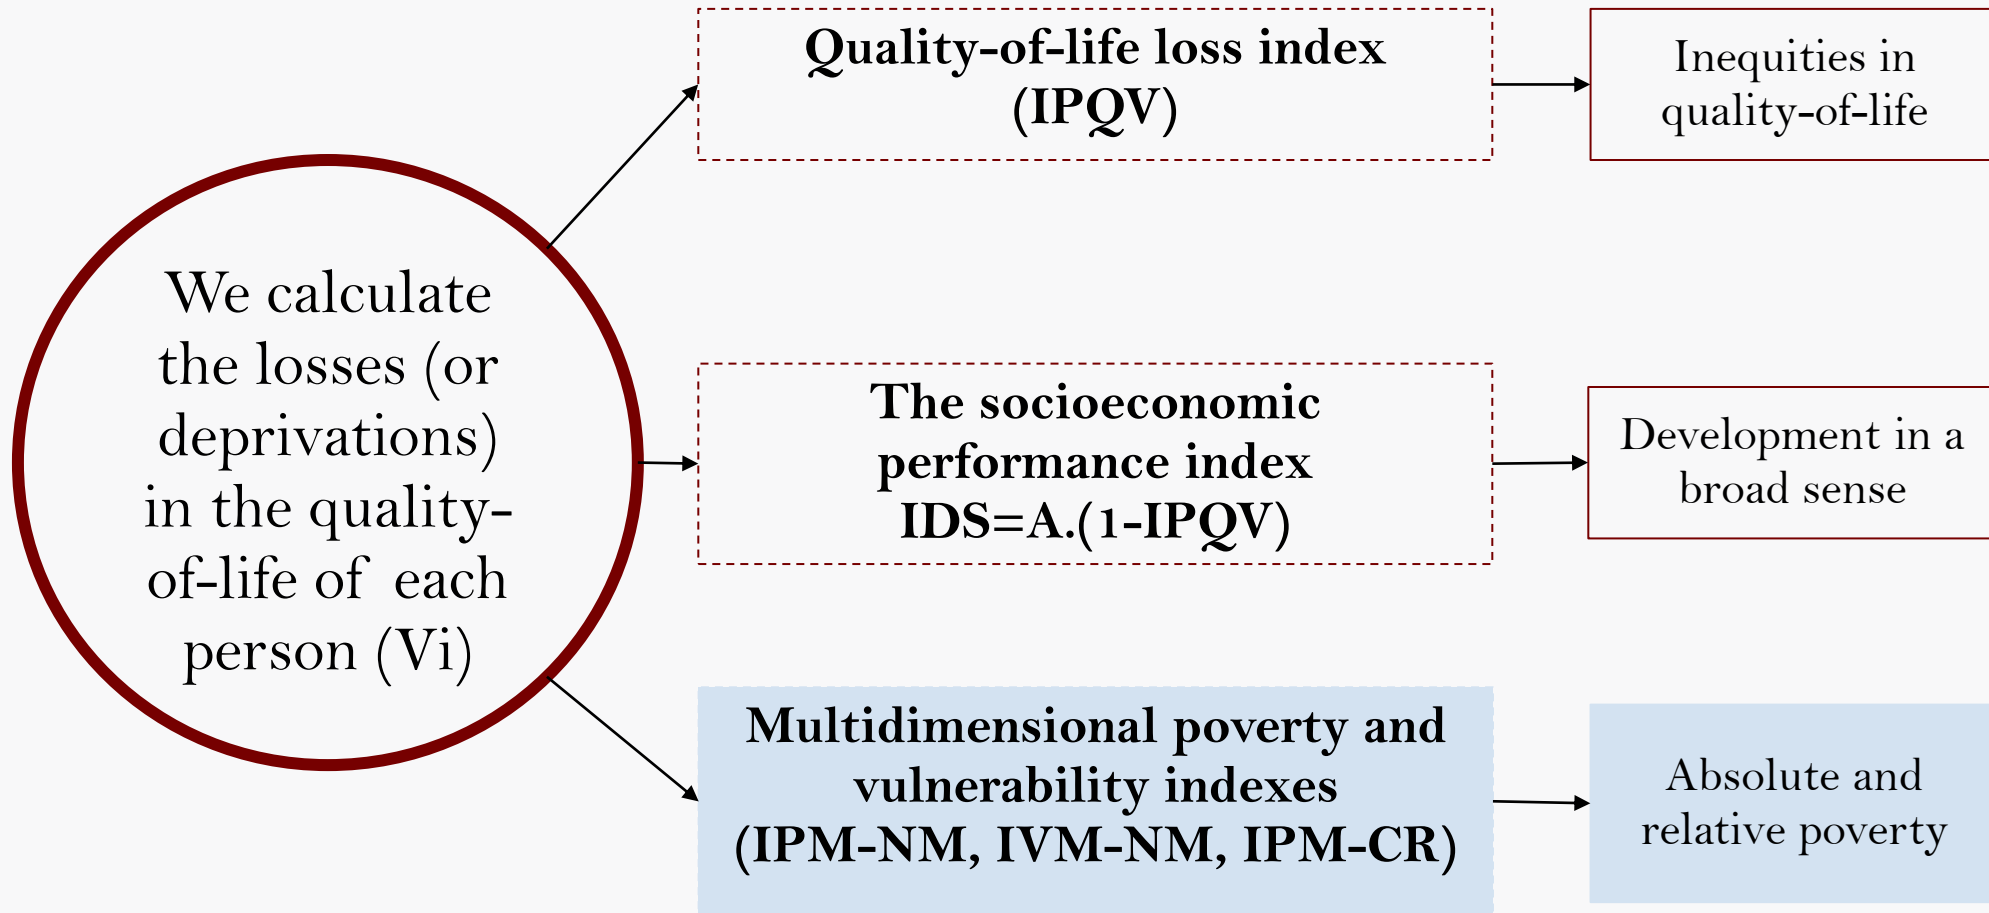 We calculate
the losses (or
deprivations)
in the quality-
of-life of each
person (Vi)
Quality-of-life loss index
(IPQV)
Inequities in
quality-of-life
The socioeconomic
performance index
IDS=A.(1-IPQV)
Development in a
broad sense
Multidimensional poverty and
vulnerability indexes
(IPM-NM, IVM-NM, IPM-CR)
Absolute and
relative poverty